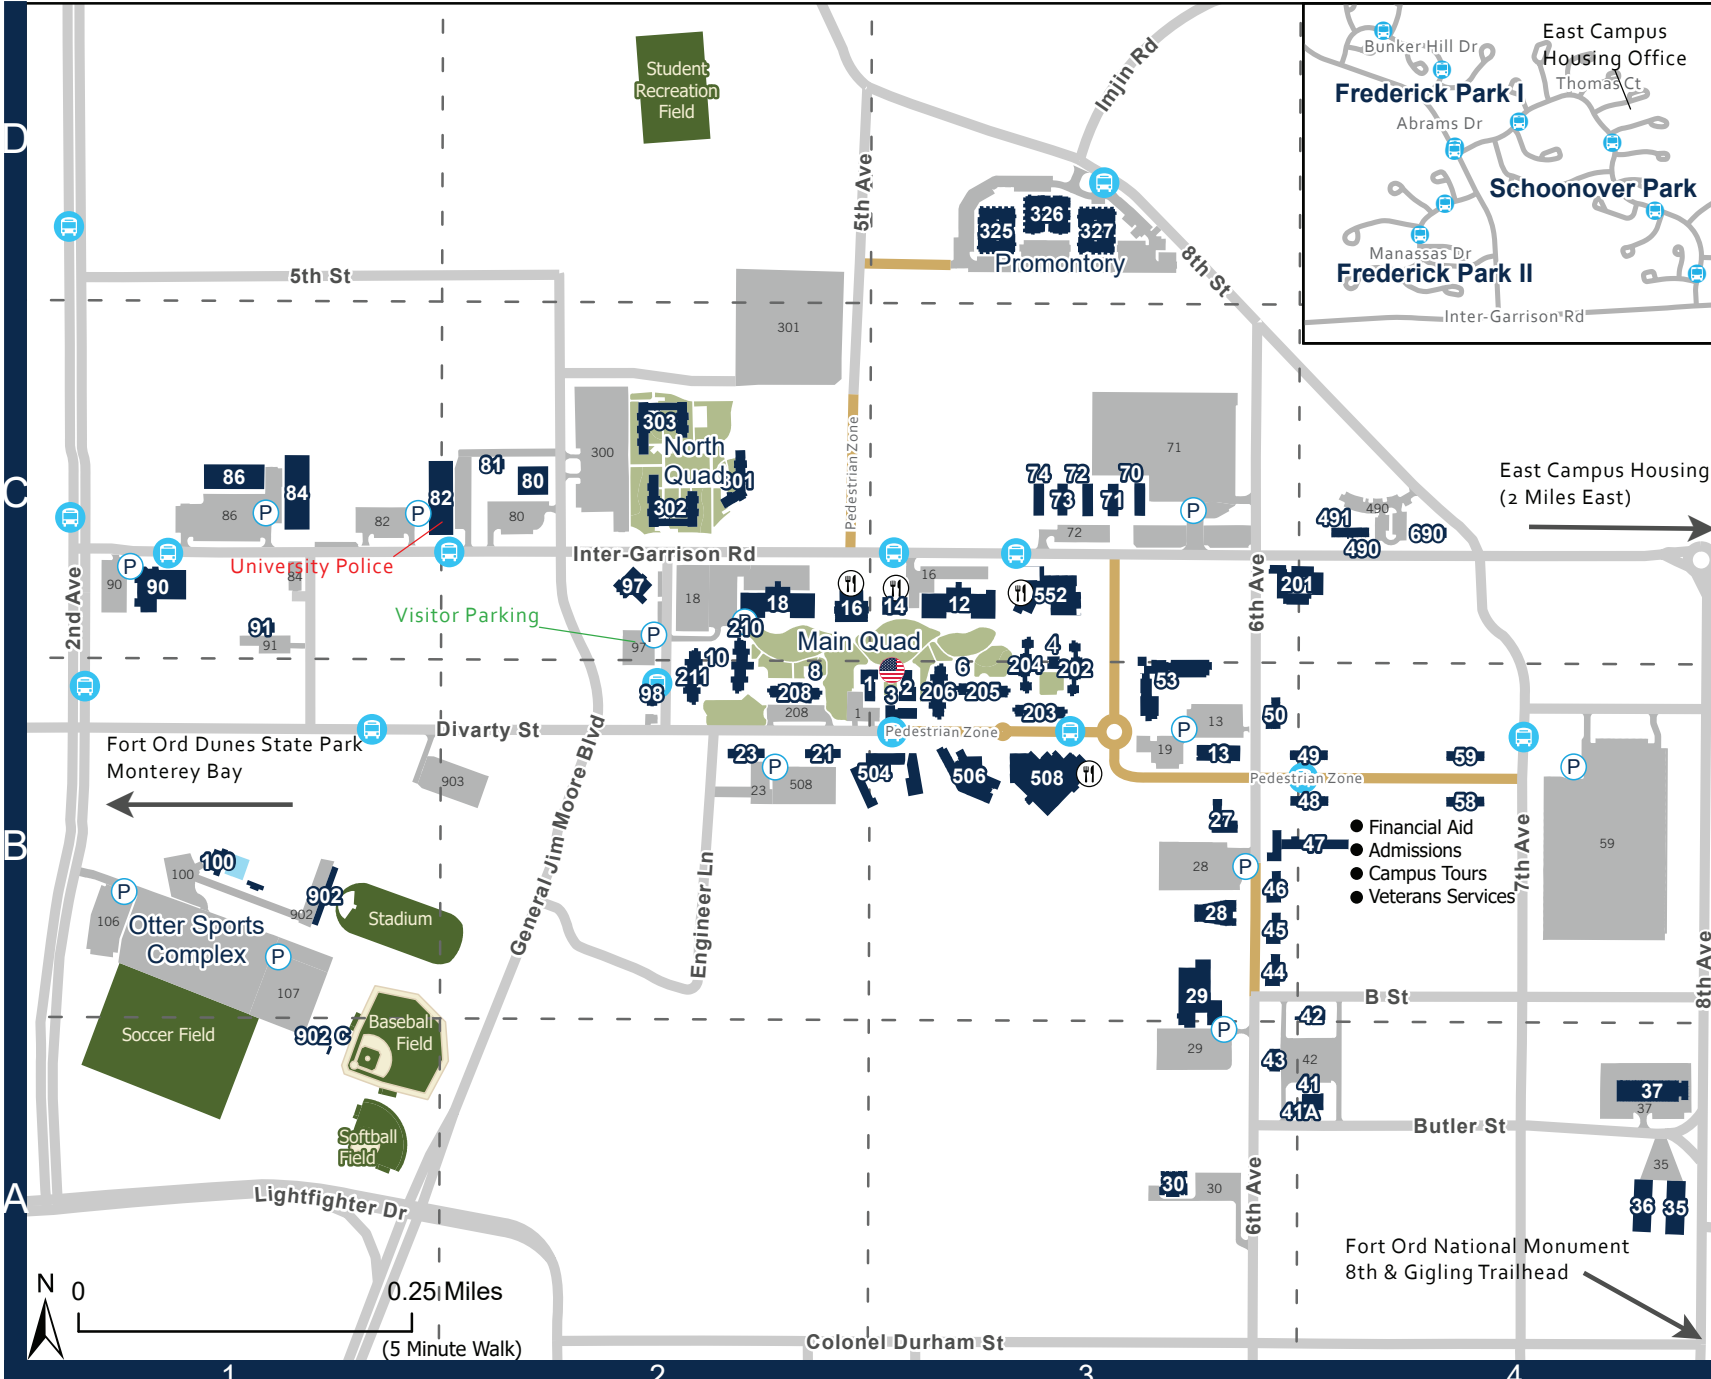 Student
Recreation
Field
Imjin Rd
East Campus
Housing Office
Bunker Hill Dr
Thomas Ct
Frederick Park I
Abrams Dr
Schoonover Park
Manassas Dr
Frederick Park II
Inter-Garrison Rd
D
5th Ave
325
326
327
Promontory
8th St
5th St
301
303
North
Quad
301
302
300
Pedestrian Zone
71
74
72
70
73
71
72
C
86
84
86
82
82
81
80
80
University Police
Inter-Garrison Rd
East Campus Housing
(2 Miles East)
491
490
490
690
P
P
P
P
90
90
84
91
91
2nd Ave
Visitor Parking
97
97
P
18
18
16
16
14
12
552
201
6th Ave
210
Main Quad
10
211
98
8
208
208
1
1
2
3
6
206
205
204
4
202
203
53
50
13
13
19
P
Divarty St
Pedestrian Zone
Fort Ord Dunes State Park
Monterey Bay
903
General Jim Moore Blvd
23
21
23
508
P
504
506
508
49
59
Pedestrian Zone
48
58
P
27
47
Financial Aid
Admissions
Campus Tours
Veterans Services
7th Ave
59
B
100
100
902
902
Stadium
P
106
Otter Sports
Complex
P
107
Engineer Ln
28
P
28
46
45
44
29
B St
8th Ave
Soccer Field
902 C
Baseball
Field
42
P
29
43
42
41
41A
37
37
Softball
Field
Butler St
35
A
Lightfighter Dr
30
30
6th Ave
36
35
Fort Ord National Monument
8th & Gigling Trailhead
N
0
0.25 Miles
(5 Minute Walk)
Colonel Durham St
1
2
3
4